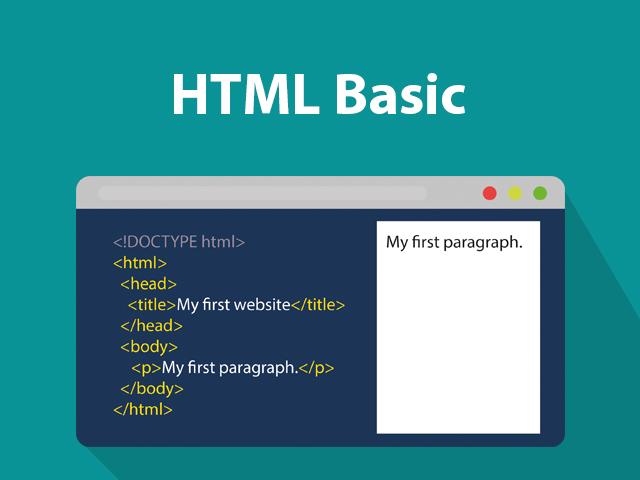 HTML Basic
<!DOCTYPE html>
<html>
<head>
<title>My first website</title>
</head>
<body>
<p>My first paragraph.</p>
</body>
</html>
My first paragraph.